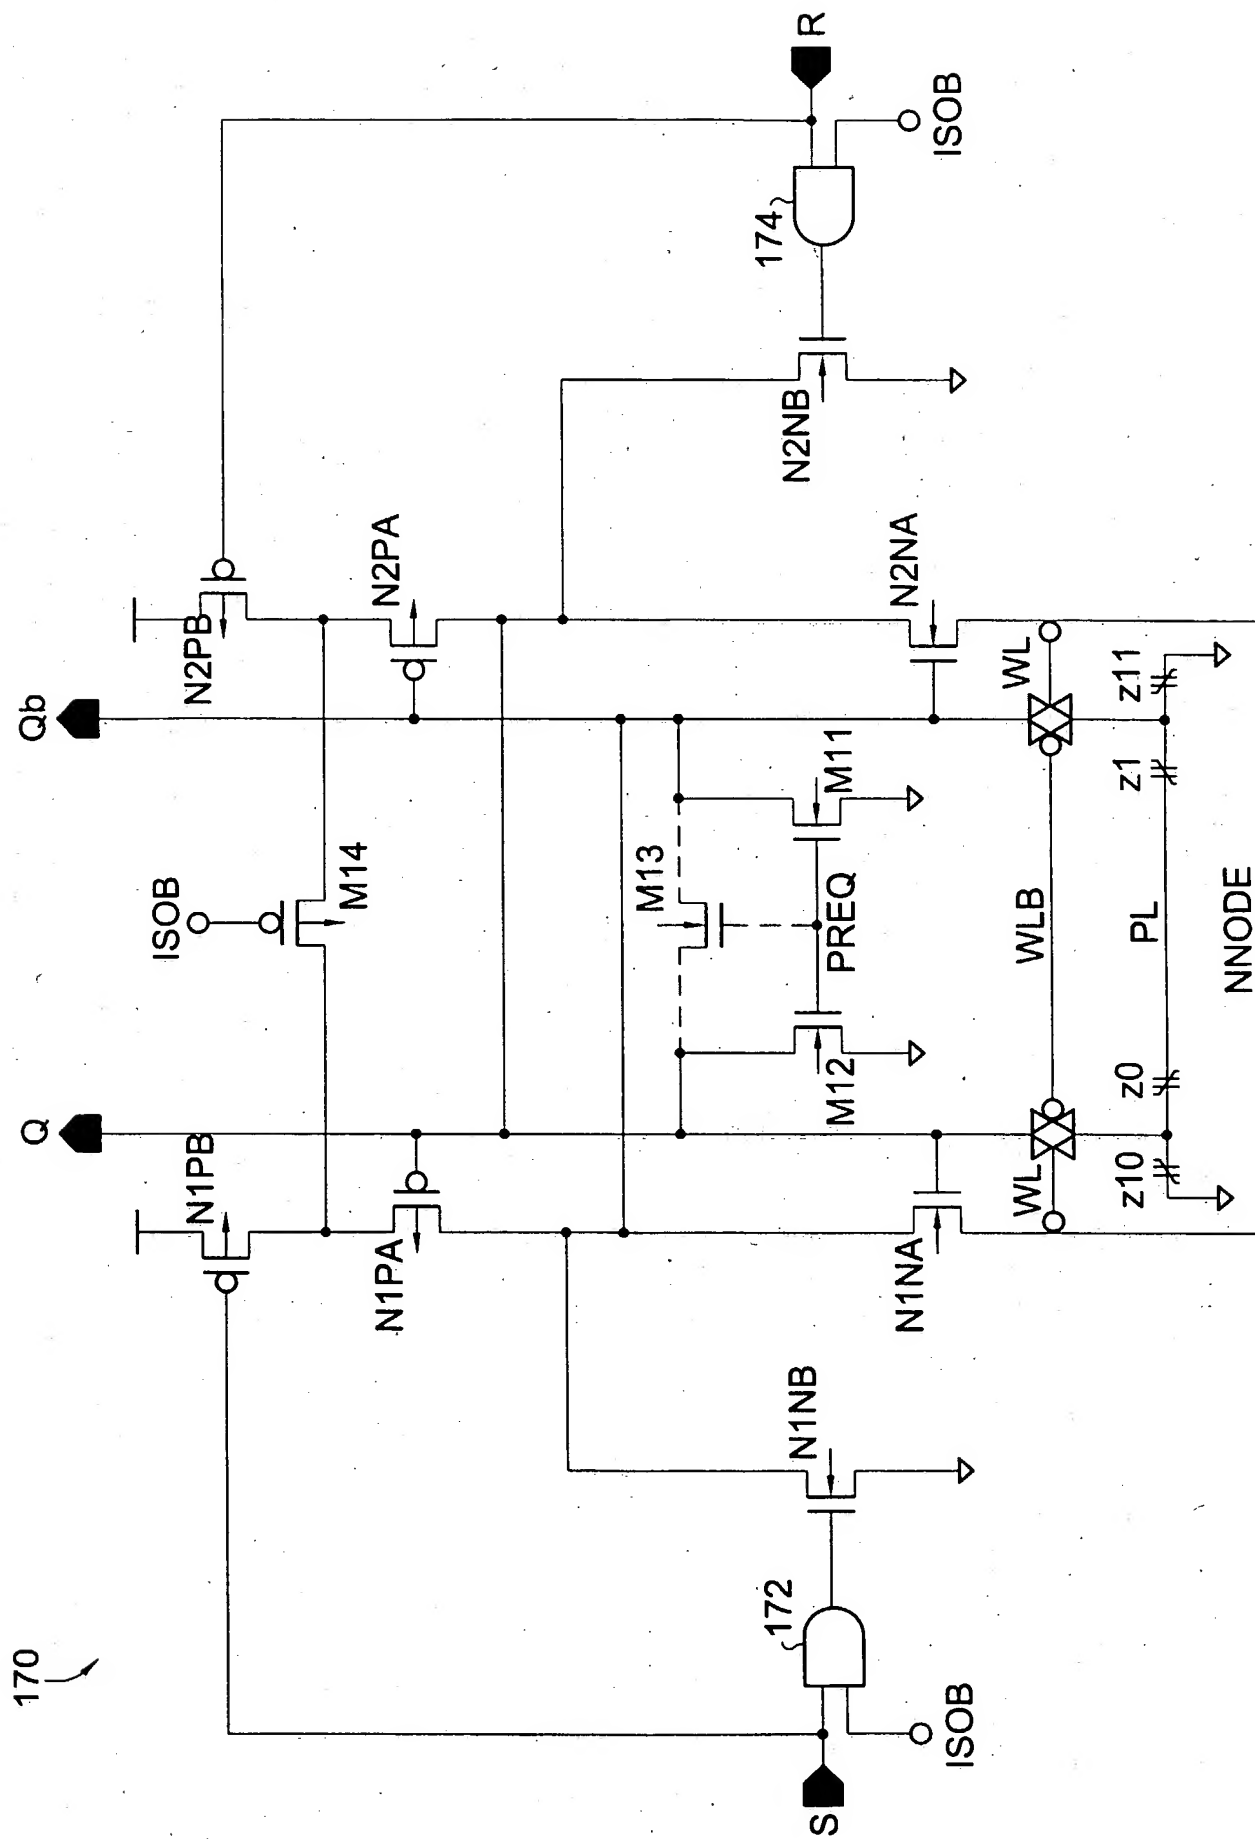 170
S
ISOB
172
N1NB
N1PB
N1PA
N1NA
Q
WL
z10
z0
ISOB
M14
M12
M13
PREQ
M11
WLB
PL
NNODE
Qb
z1
z11
WL
N2PB
N2PA
N2NA
N2NB
174
ISOB
R